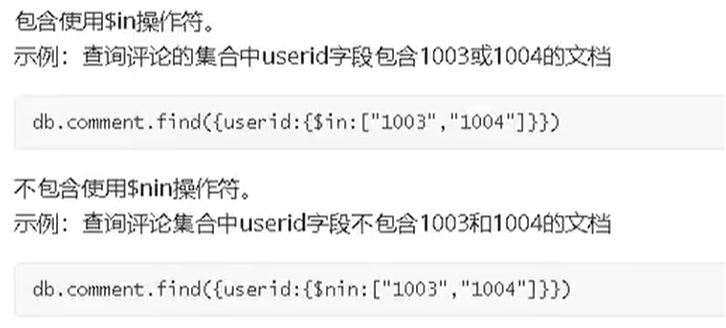 包含使用$in操作符。
示例：查询评论的集合中userid字段包含1003或1004的文档
db.comment.find({userid:{$in:["1003","1004"]}})
不包含使用$nin操作符。
示例：查询评论集合中userid字段不包含1003和1004的文档
db.comment.find({userid:{$nin:["1003","1004"]}})